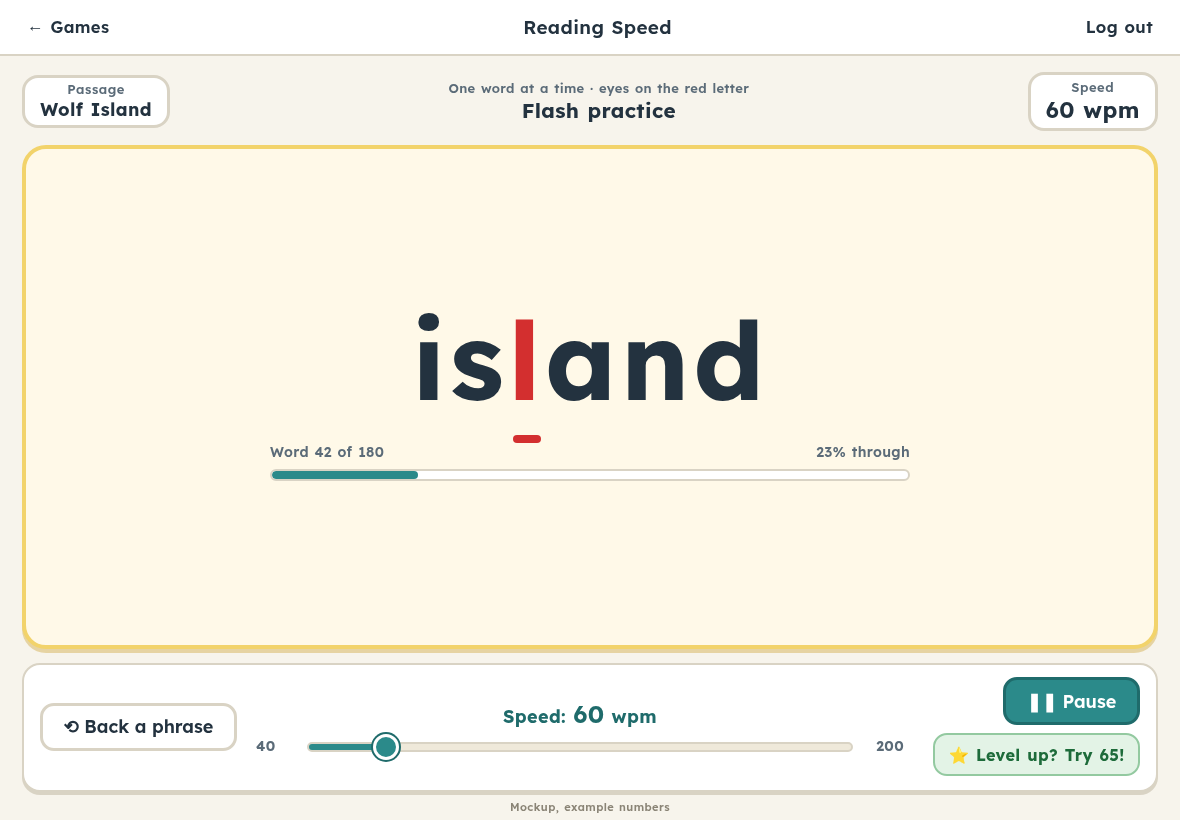 ← Games
Reading Speed
Log out
Passage
Wolf Island
One word at a time · eyes on the red letter
Flash practice
Speed
60 wpm
island
Word 42 of 180
23% through
⟲ Back a phrase
Speed: 60 wpm
40
200
❚❚ Pause
⭐ Level up? Try 65!
Mockup, example numbers